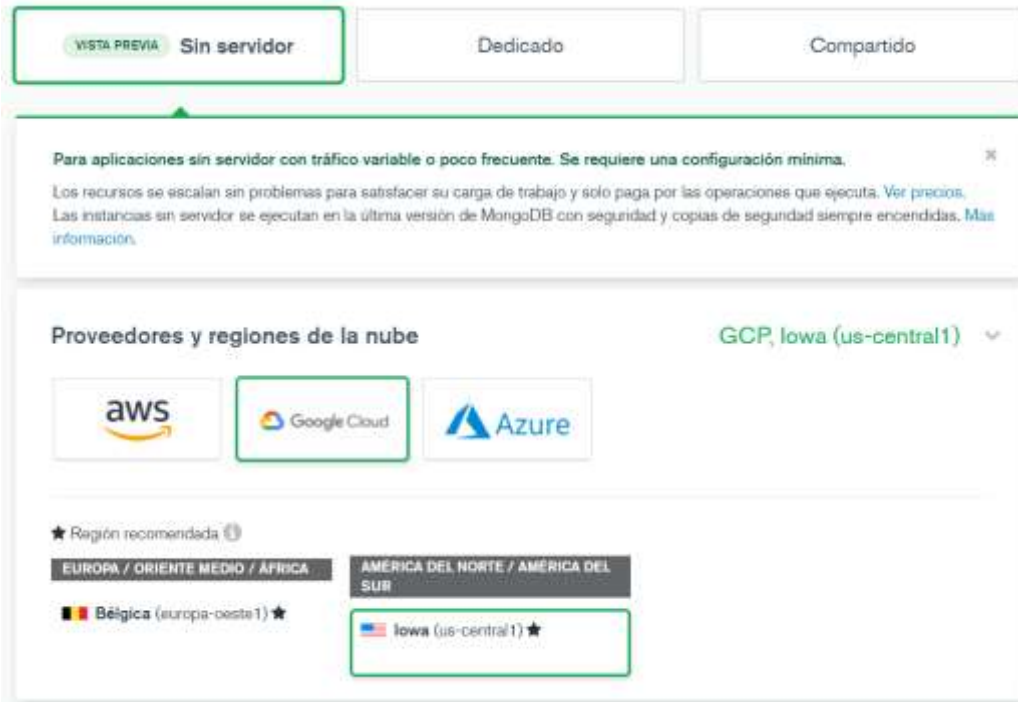 VISTA PREVIA Sin servidor
Dedicado
Compartido
Para aplicaciones sin servidor con tráfico variable o poco frecuente. Se requiere una configuración mínima.
Los recursos se escalan sin problemas para satisfacer su carga de trabajo y solo paga por las operaciones que ejecuta. Ver precios.
Las instancias sin servidor se ejecutan en la última versión de MongoDB con seguridad y copias de seguridad siempre encendidas. Mas
información.
Proveedores y regiones de la nube
GCP, Iowa (us-central1)
aws
Google Cloud
Azure
Región recomendada
EUROPA / ORIENTE MEDIO / ÁFRICA
AMÉRICA DEL NORTE / AMÉRICA DEL
SUR
Bélgica (europa-oeste1)
Iowa (us-central1)